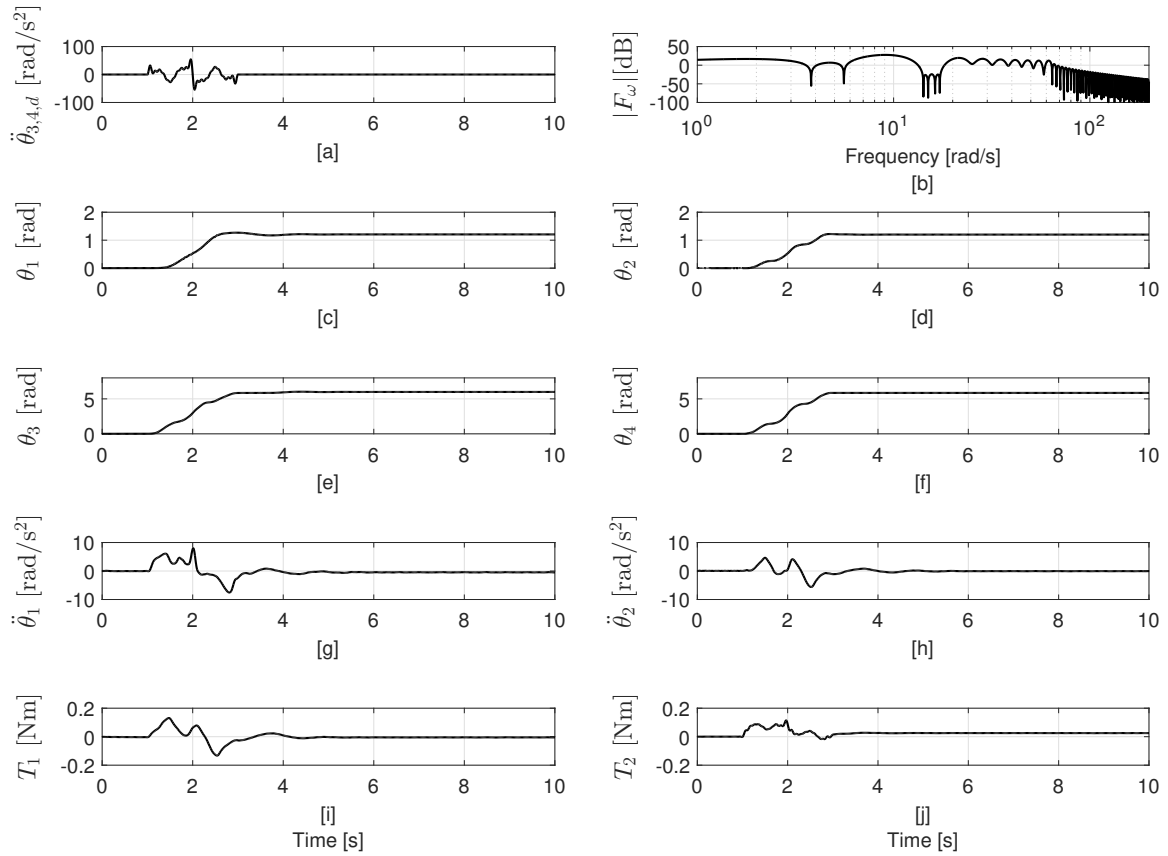 θ̈₃,₄,d [rad/s²]
100
0
-100
0 2 4 6 8 10
[a]
|F_ω| [dB]
50
0
-50
-100
10⁰ 10¹ 10²
Frequency [rad/s]
[b]
θ₁ [rad]
2
1
0
0 2 4 6 8 10
[c]
θ₂ [rad]
2
1
0
0 2 4 6 8 10
[d]
θ₃ [rad]
5
0
0 2 4 6 8 10
[e]
θ₄ [rad]
5
0
0 2 4 6 8 10
[f]
θ̈₁ [rad/s²]
10
0
-10
0 2 4 6 8 10
[g]
θ̈₂ [rad/s²]
10
0
-10
0 2 4 6 8 10
[h]
T₁ [Nm]
0.2
0
-0.2
0 2 4 6 8 10
[i]
Time [s]
T₂ [Nm]
0.2
0
-0.2
0 2 4 6 8 10
[j]
Time [s]